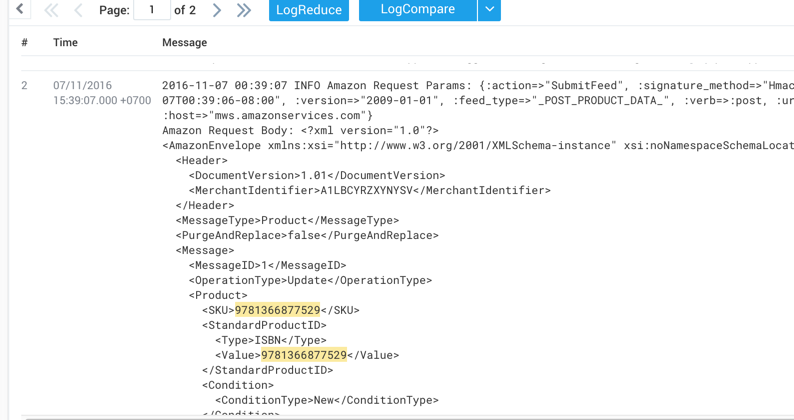 Page: 1 of 2 LogReduce LogCompare
# Time Message
2 07/11/2016 2016-11-07 00:39:07 INFO Amazon Request Params: {:action=>"SubmitFeed", :signature_method=>"Hmac
15:39:07.000 +0700 07T00:39:06-08:00", :version=>"2009-01-01", :feed_type=>"_POST_PRODUCT_DATA_", :verb=>:post, :ur
:host=>"mws.amazonservices.com"}
Amazon Request Body: <?xml version="1.0"?>
<AmazonEnvelope xmlns:xsi="http://www.w3.org/2001/XMLSchema-instance" xsi:noNamespaceSchemaLocat
<Header>
<DocumentVersion>1.01</DocumentVersion>
<MerchantIdentifier>A1LBCYRZXYNYSV</MerchantIdentifier>
</Header>
<MessageType>Product</MessageType>
<PurgeAndReplace>false</PurgeAndReplace>
<Message>
<MessageID>1</MessageID>
<OperationType>Update</OperationType>
<Product>
<SKU>9781366877529</SKU>
<StandardProductID>
<Type>ISBN</Type>
<Value>9781366877529</Value>
</StandardProductID>
<Condition>
<ConditionType>New</ConditionType>
</Condition>